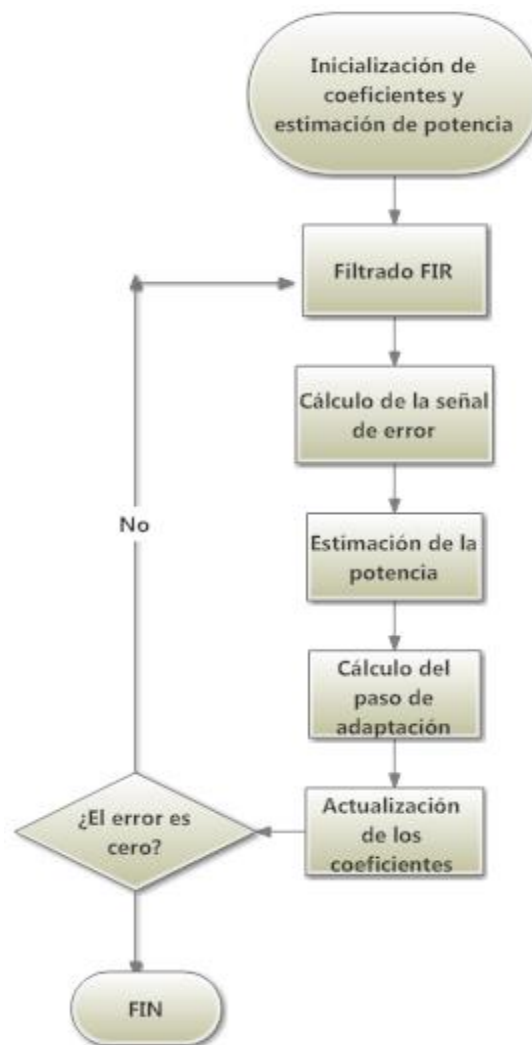 Inicialización de
coeficientes y
estimación de potencia
Filtrado FIR
Cálculo de la señal
de error
Estimación de la
potencia
Cálculo del
paso de
adaptación
Actualización
de los
coeficientes
¿El error es
cero?
No
FIN